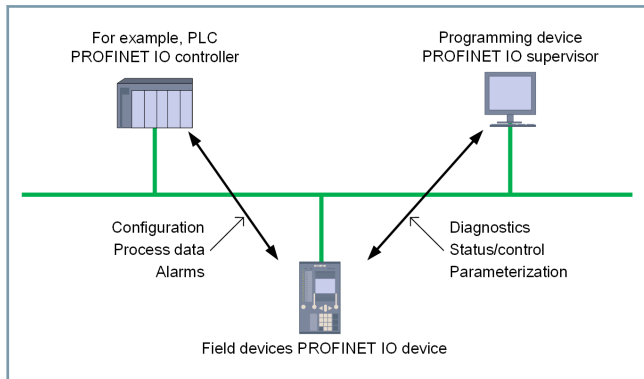 For example, PLC
PROFINET IO controller
Programming device
PROFINET IO supervisor
Configuration
Process data
Alarms
Diagnostics
Status/control
Parameterization
Field devices PROFINET IO device